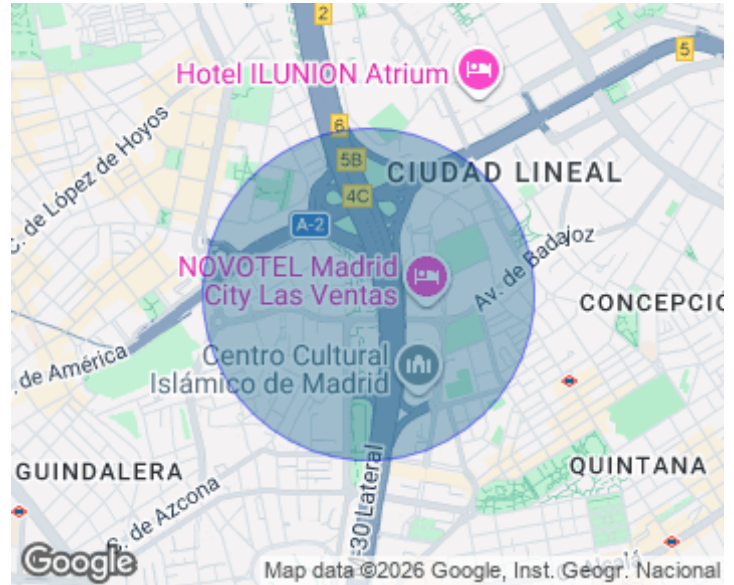 2
5
Hotel ILUNION Atrium
6
5B
CIUDAD LINEAL
C. de López de Hoyos
4C
A-2
NOVOTEL Madrid
City Las Ventas
Av. de Badajoz
CONCEPCIÓ
Centro Cultural
Islámico de Madrid
. de América
GUINDALERA
QUINTANA
C. de Azcona
-30 Lateral
Google
Map data ©2026 Google, Inst. Geogr. Nacional